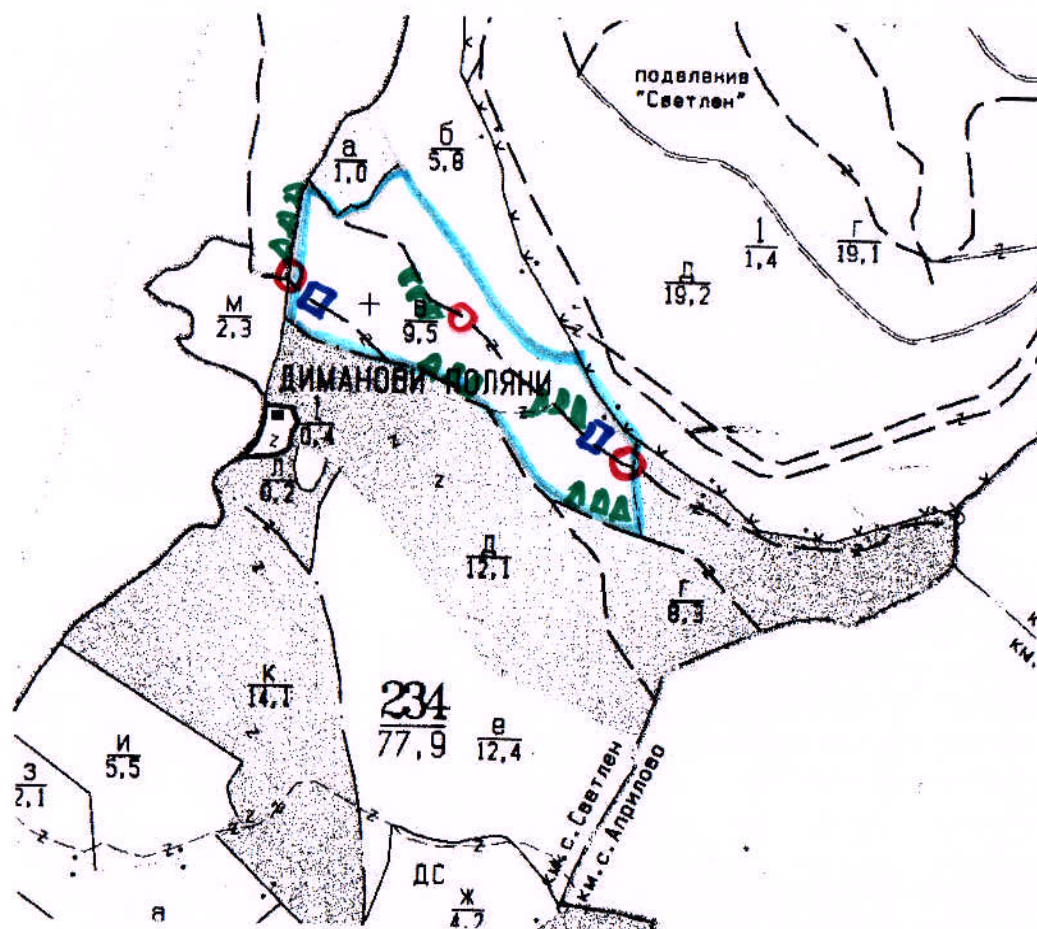 поделение
"Светлен"
б
5,8
а
1,0
1
1,4
Г
19,1
Д
19,2
М
2,3
В
9,5
ДИМАНОВИ ПОЛЯНИ
1
0,4
Л
0,2
Д
12,1
Г
8,3
К
14,1
234
77,9
е
12,4
И
5,5
З
2,1
км.с. Светлен
км.с. Априлово
км.
ДС
Ж
4,2